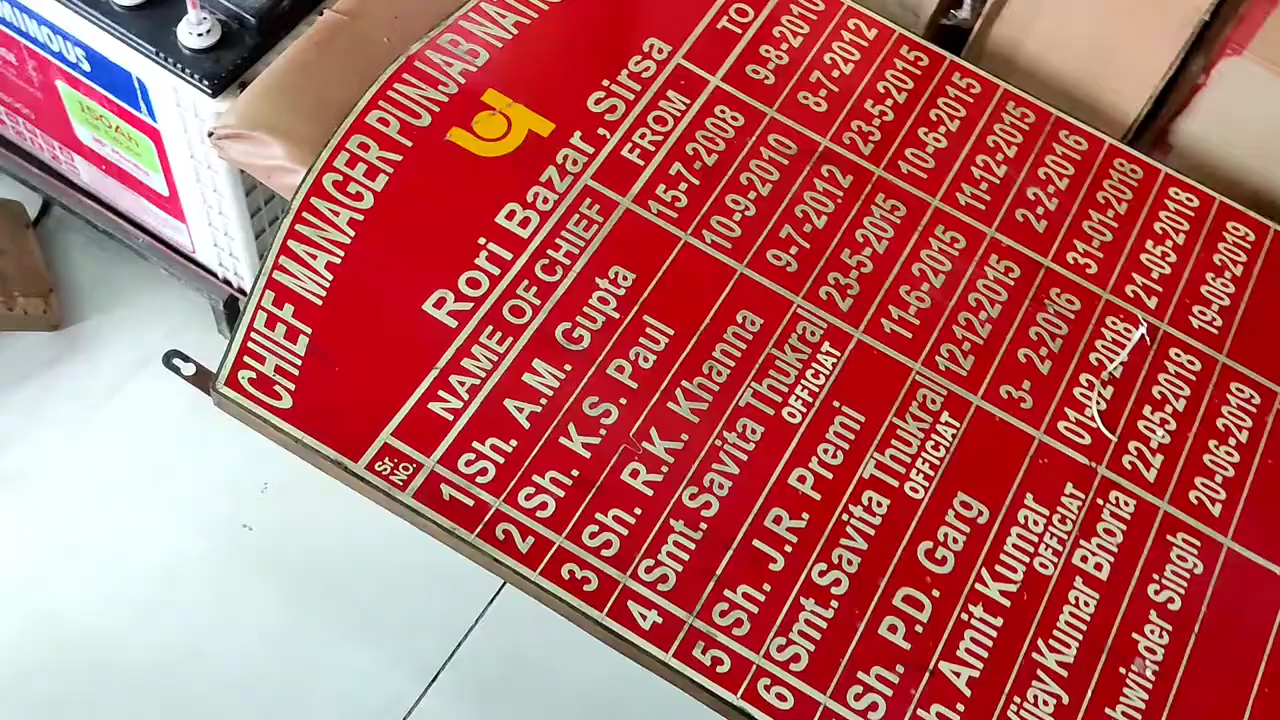 CHIEF MANAGER PUNJAB
Rori Bazar, Sirsa
Sr. No. NAME OF CHIEF FROM TO
1 Sh. A.M. Gupta 15-7-2008 9-8-2010
2 Sh. K.S. Paul 10-9-2010 8-7-2012
3 Sh. R.K. Khanna 9-7-2012 23-5-2015
4 Smt. Savita Thukral OFFICIAT 23-5-2015 10-6-2015
5 Sh. J.R. Premi 11-6-2015 11-12-2015
6 Smt. Savita Thukral OFFICIAT 12-12-2015 2-2-2016
Sh. P.D. Garg 3- 2-2016 31-01-2018
Amit Kumar OFFICIAT 01-02-2018 21-05-2018
Kumar Bhoria 22-05-2018 19-06-2019
Singh 20-06-2019
150Ah